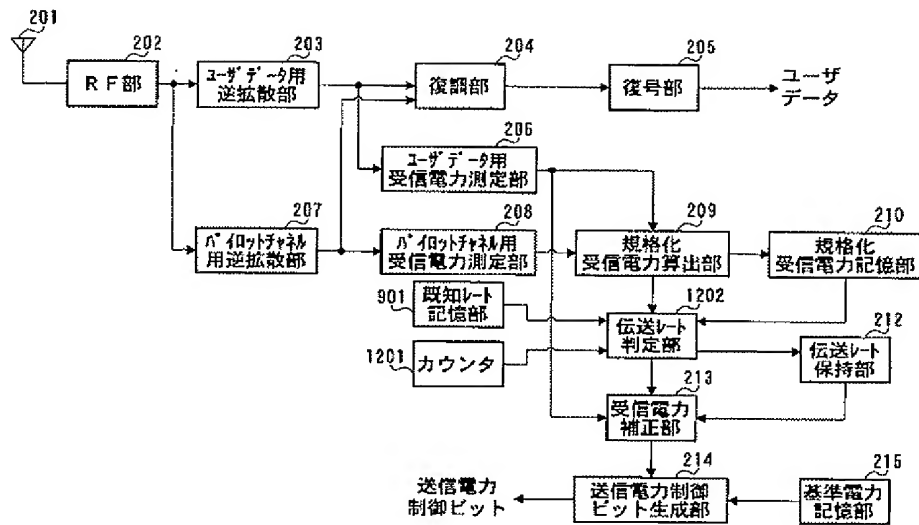 201
202
RF部
203
ユーザデータ用
逆拡散部
204
復調部
205
復号部
ユーザ
データ
206
ユーザデータ用
受信電力測定部
207
パイロットチャネル
用逆拡散部
208
パイロットチャネル用
受信電力測定部
209
規格化
受信電力算出部
210
規格化
受信電力記憶部
901
既知レート
記憶部
1202
伝送レート
判定部
212
伝送レート
保持部
1201
カウンタ
213
受信電力
補正部
214
送信電力制御
ビット生成部
215
基準電力
記憶部
送信電力
制御ビット